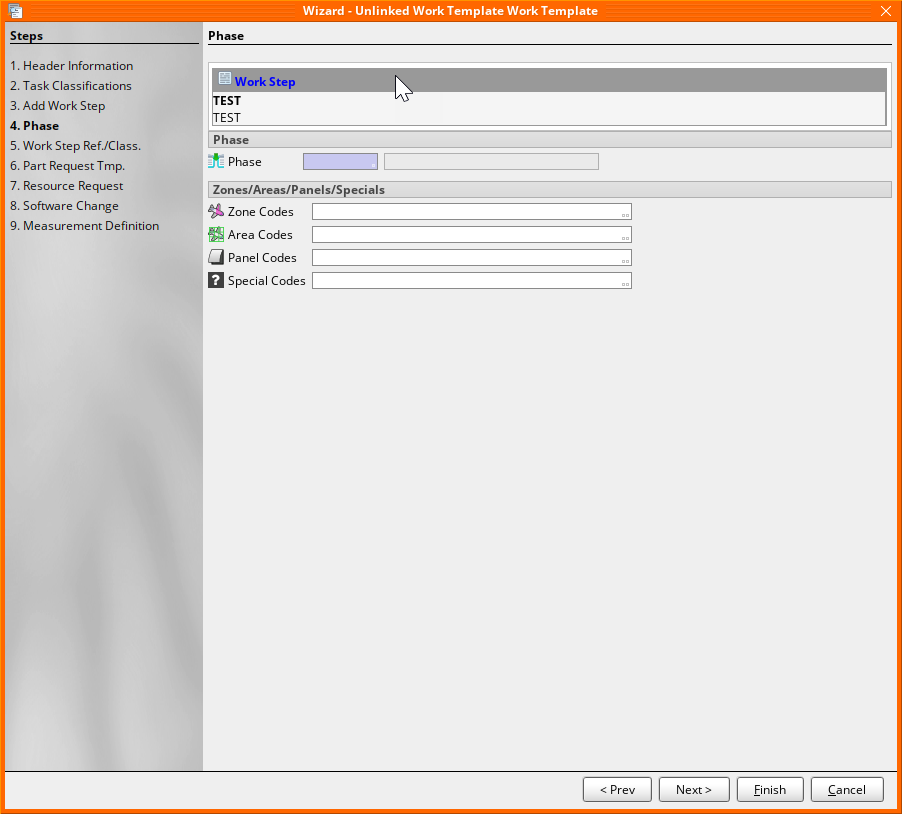 Wizard - Unlinked Work Template Work Template
Steps
1. Header Information
2. Task Classifications
3. Add Work Step
4. Phase
5. Work Step Ref./Class.
6. Part Request Tmp.
7. Resource Request
8. Software Change
9. Measurement Definition
Phase
Work Step
TEST
TEST
Phase
Phase
Zones/Areas/Panels/Specials
Zone Codes
Area Codes
Panel Codes
? Special Codes
< Prev Next > Finish Cancel